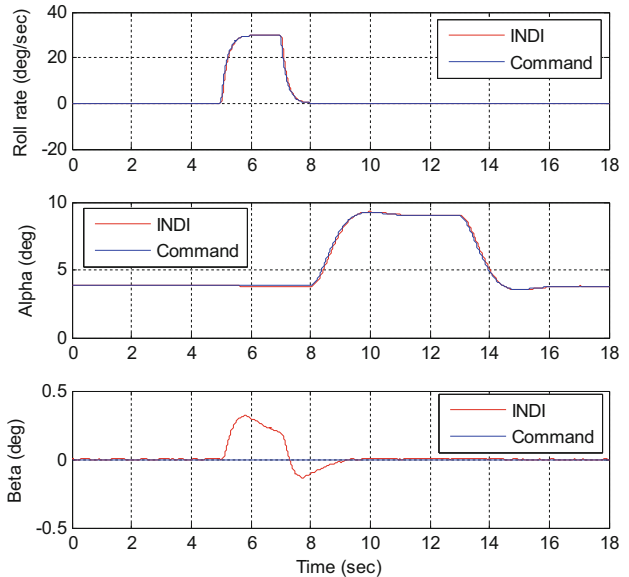 40
20
0
-20
Roll rate (deg/sec)
INDI
Command
0 2 4 6 8 10 12 14 16 18
10
5
0
Alpha (deg)
INDI
Command
0 2 4 6 8 10 12 14 16 18
0.5
0
-0.5
Beta (deg)
INDI
Command
0 2 4 6 8 10 12 14 16 18
Time (sec)